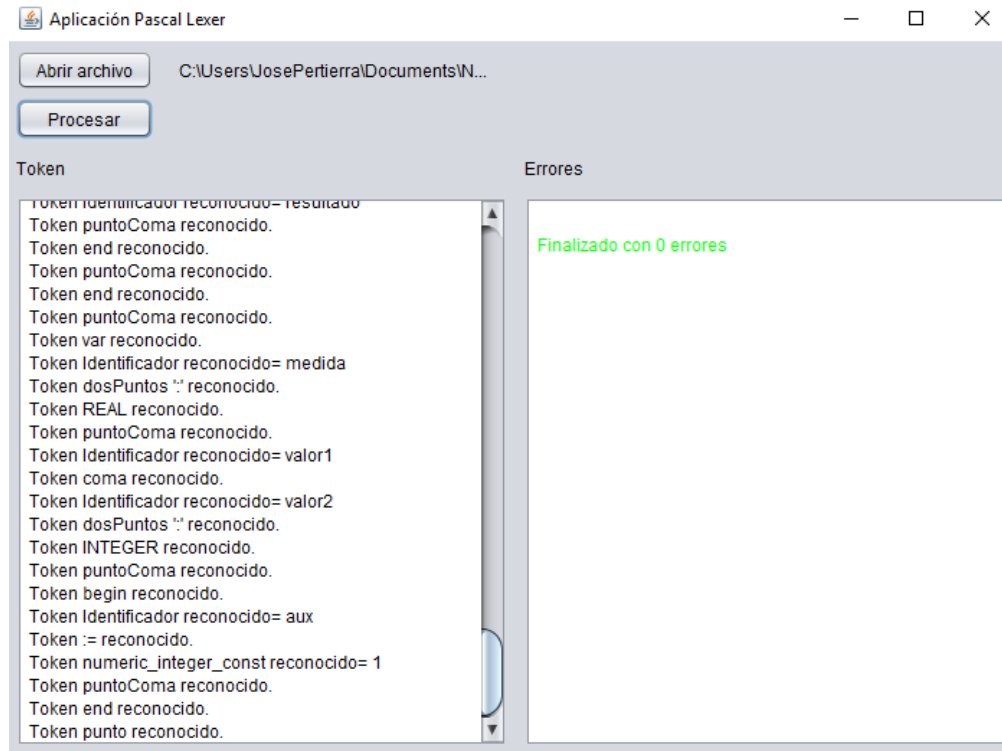 Aplicación Pascal Lexer
Abrir archivo C:\Users\JosePertierra\Documents\N...
Procesar
Token
Errores
Token Identificador reconocido= resultado
Token puntoComa reconocido.
Token end reconocido.
Token puntoComa reconocido.
Token end reconocido.
Token puntoComa reconocido.
Token var reconocido.
Token Identificador reconocido= medida
Token dosPuntos ':' reconocido.
Token REAL reconocido.
Token puntoComa reconocido.
Token Identificador reconocido= valor1
Token coma reconocido.
Token Identificador reconocido= valor2
Token dosPuntos ':' reconocido.
Token INTEGER reconocido.
Token puntoComa reconocido.
Token begin reconocido.
Token Identificador reconocido= aux
Token := reconocido.
Token numeric_integer_const reconocido= 1
Token puntoComa reconocido.
Token end reconocido.
Token punto reconocido.
Finalizado con 0 errores